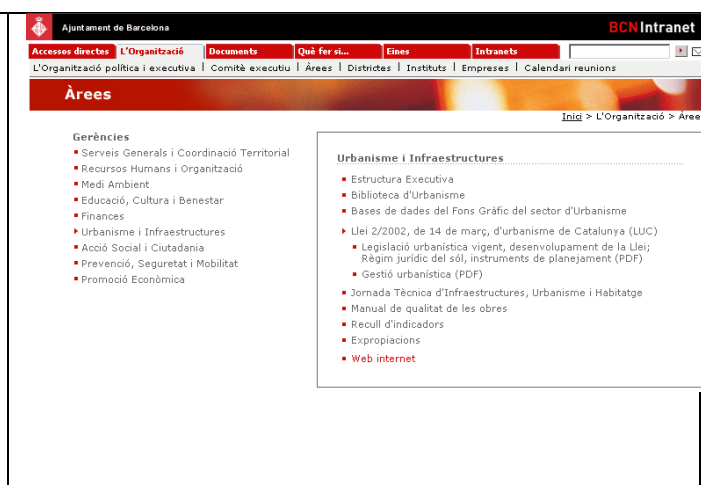 Ajuntament de Barcelona
BCNIntranet
Accessos directes L'Organització Documents Què fer si... Eines Intranets
L'Organització política i executiva | Comitè executiu | Àrees | Districtes | Instituts | Empreses | Calendari reunions
Àrees
Inici > L'Organització > Àree
Gerències
Serveis Generals i Coordinació Territorial
Recursos Humans i Organització
Medi Ambient
Educació, Cultura i Benestar
Finances
Urbanisme i Infraestructures
Acció Social i Ciutadania
Prevenció, Seguretat i Mobilitat
Promoció Econòmica
Urbanisme i Infraestructures
Estructura Executiva
Biblioteca d'Urbanisme
Bases de dades del Fons Gràfic del sector d'Urbanisme
Llei 2/2002, de 14 de març, d'urbanisme de Catalunya (LUC)
Legislació urbanística vigent, desenvolupament de la Llei;
Règim jurídic del sól, instruments de planejament (PDF)
Gestió urbanística (PDF)
Jornada Tècnica d'Infraestructures, Urbanisme i Habitatge
Manual de qualitat de les obres
Recull d'indicadors
Expropiacions
Web internet